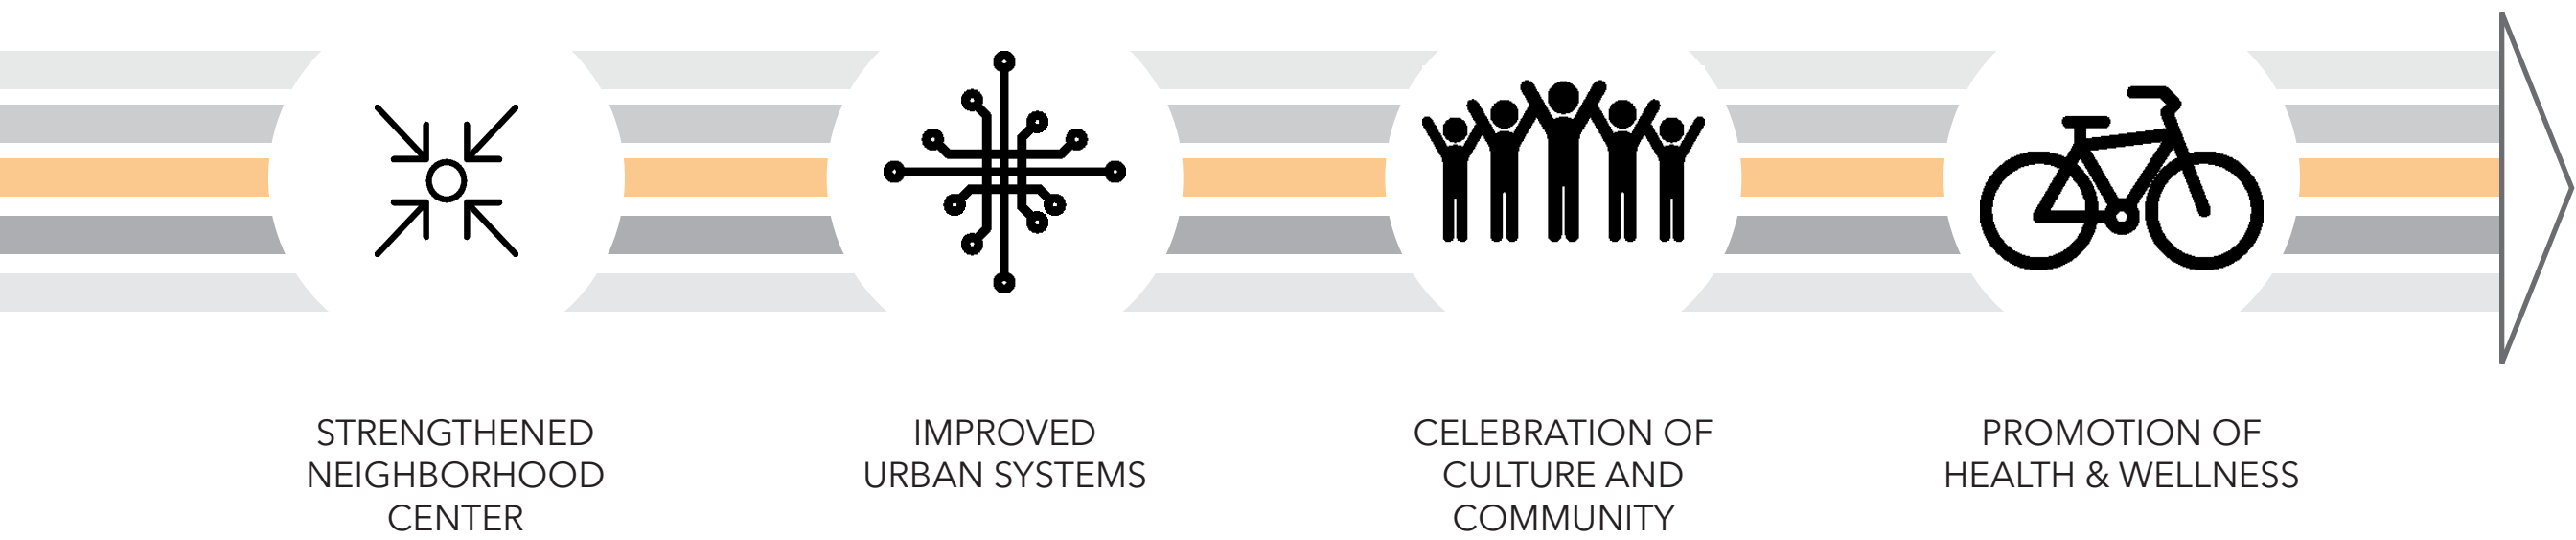 STRENGTHENED
NEIGHBORHOOD
CENTER
IMPROVED
URBAN SYSTEMS
CELEBRATION OF
CULTURE AND
COMMUNITY
PROMOTION OF
HEALTH & WELLNESS